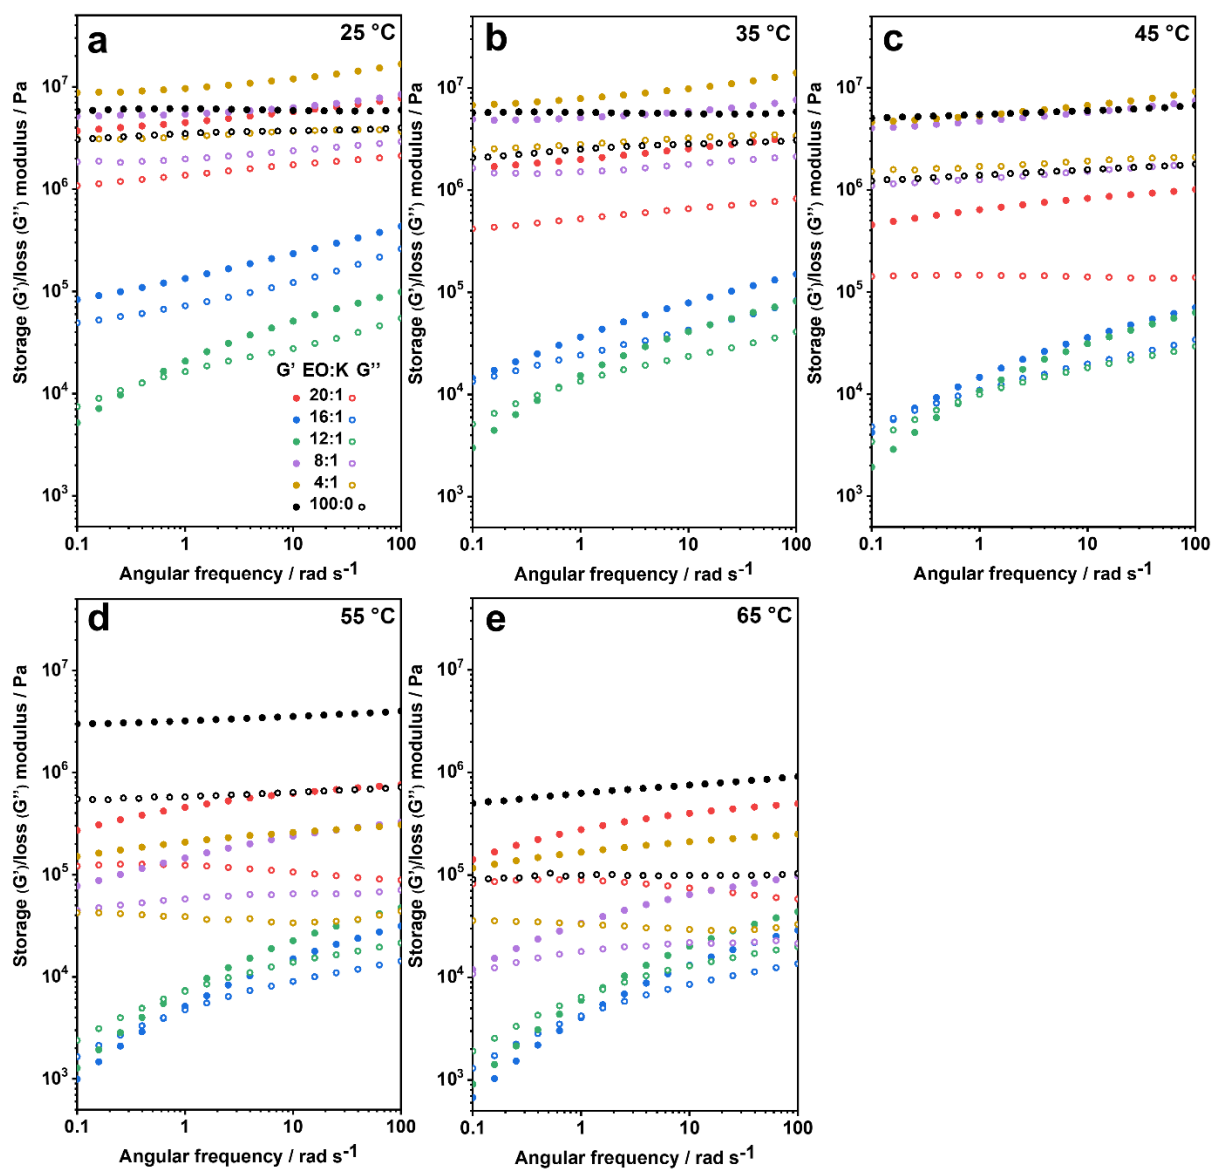 a
25 °C
Storage (G')/loss (G'') modulus / Pa
10⁷
10⁶
10⁵
10⁴
10³
G' EO:K G''
20:1
16:1
12:1
8:1
4:1
100:0
0.1 1 10 100
Angular frequency / rad s⁻¹
b
35 °C
Storage (G')/loss (G'') modulus / Pa
10⁷
10⁶
10⁵
10⁴
10³
0.1 1 10 100
Angular frequency / rad s⁻¹
c
45 °C
Storage (G')/loss (G'') modulus / Pa
10⁷
10⁶
10⁵
10⁴
10³
0.1 1 10 100
Angular frequency / rad s⁻¹
d
55 °C
Storage (G')/loss (G'') modulus / Pa
10⁷
10⁶
10⁵
10⁴
10³
0.1 1 10 100
Angular frequency / rad s⁻¹
e
65 °C
Storage (G')/loss (G'') modulus / Pa
10⁷
10⁶
10⁵
10⁴
10³
0.1 1 10 100
Angular frequency / rad s⁻¹